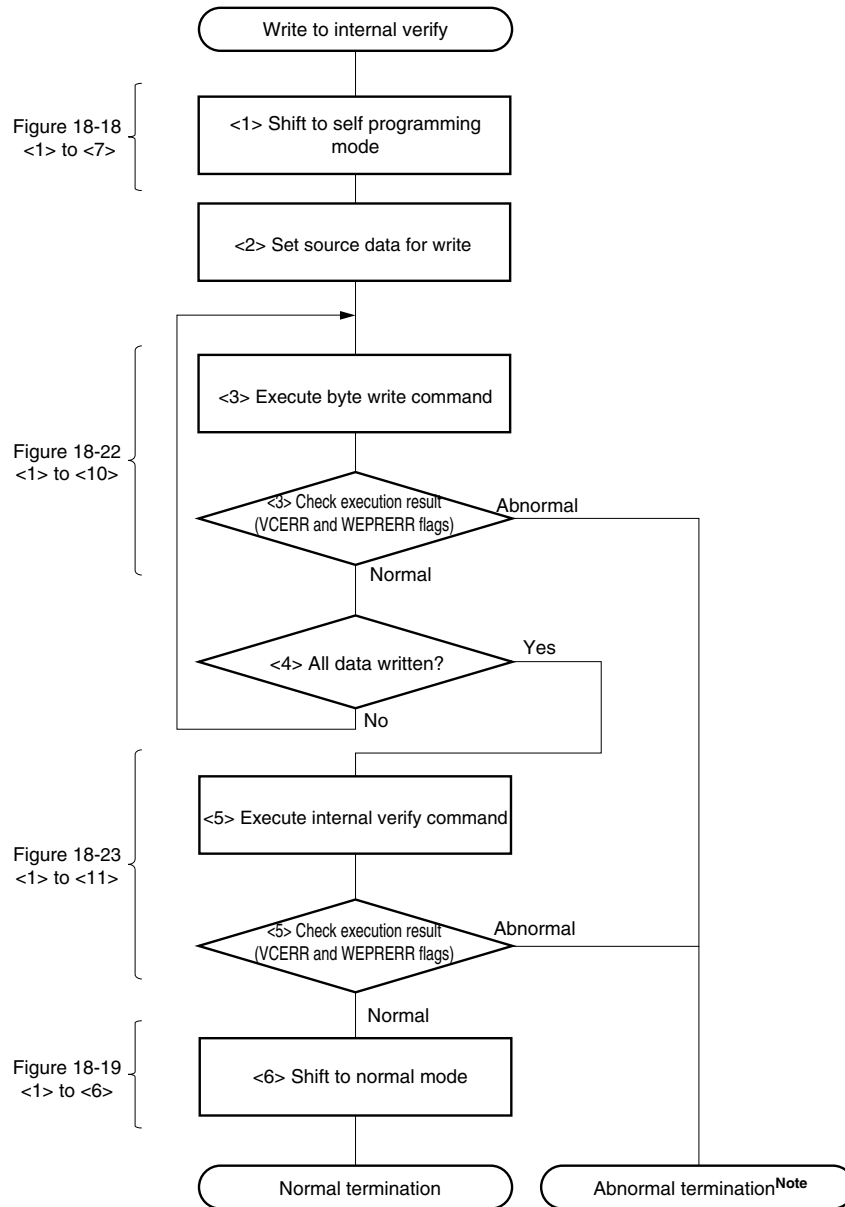 Write to internal verify
Figure 18-18
<1> to <7>
<1> Shift to self programming
mode
<2> Set source data for write
Figure 18-22
<1> to <10>
<3> Execute byte write command
<3> Check execution result
(VCERR and WEPRERR flags)
Abnormal
Normal
<4> All data written?
Yes
No
Figure 18-23
<1> to <11>
<5> Execute internal verify command
<5> Check execution result
(VCERR and WEPRERR flags)
Abnormal
Normal
Figure 18-19
<1> to <6>
<6> Shift to normal mode
Normal termination
Abnormal termination Note